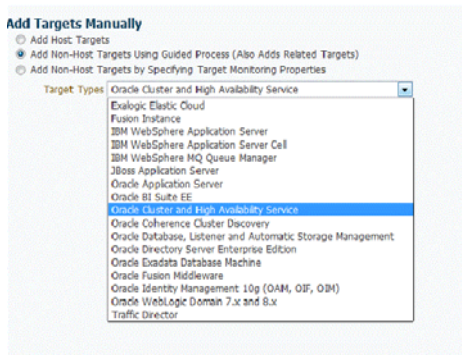 Add Targets Manually
Add Host Targets
Add Non-Host Targets Using Guided Process (Also Adds Related Targets)
Add Non-Host Targets by Specifying Target Monitoring Properties
Target Types Oracle Cluster and High Availability Service
Exalogic Elastic Cloud
Fusion Instance
IBM WebSphere Application Server
IBM WebSphere Application Server Cell
IBM WebSphere MQ Queue Manager
JBoss Application Server
Oracle Application Server
Oracle BI Suite EE
Oracle Cluster and High Availability Service
Oracle Coherence Cluster Discovery
Oracle Database, Listener and Automatic Storage Management
Oracle Directory Server Enterprise Edition
Oracle Exadata Database Machine
Oracle Fusion Middleware
Oracle Identity Management 10g (OAM, OIF, OIM)
Oracle WebLogic Domain 7.x and 8.x
Traffic Director